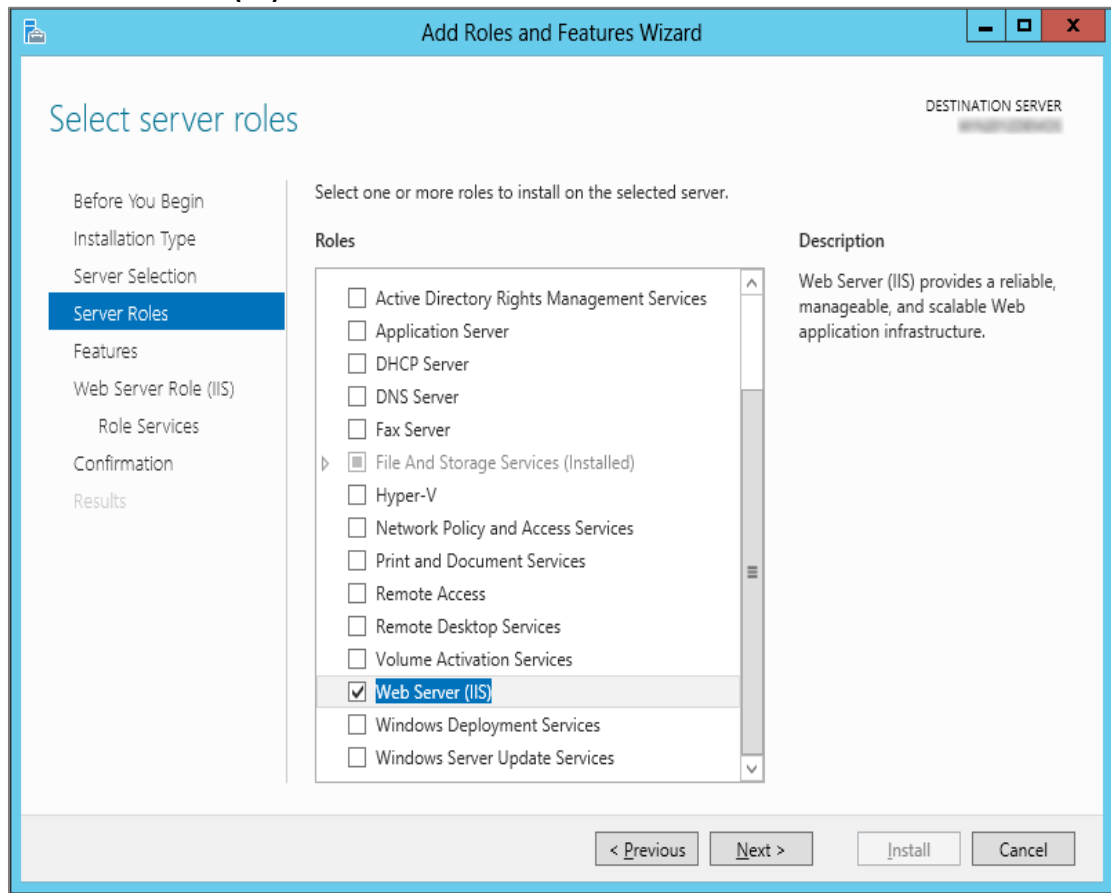 Add Roles and Features Wizard
X
Select server roles
DESTINATION SERVER
Before You Begin
Installation Type
Server Selection
Server Roles
Features
Web Server Role (IIS)
Role Services
Confirmation
Results
Select one or more roles to install on the selected server.
Roles
Active Directory Rights Management Services
Application Server
DHCP Server
DNS Server
Fax Server
File And Storage Services (Installed)
Hyper-V
Network Policy and Access Services
Print and Document Services
Remote Access
Remote Desktop Services
Volume Activation Services
Web Server (IIS)
Windows Deployment Services
Windows Server Update Services
Description
Web Server (IIS) provides a reliable,
manageable, and scalable Web
application infrastructure.
< Previous
Next >
Install
Cancel